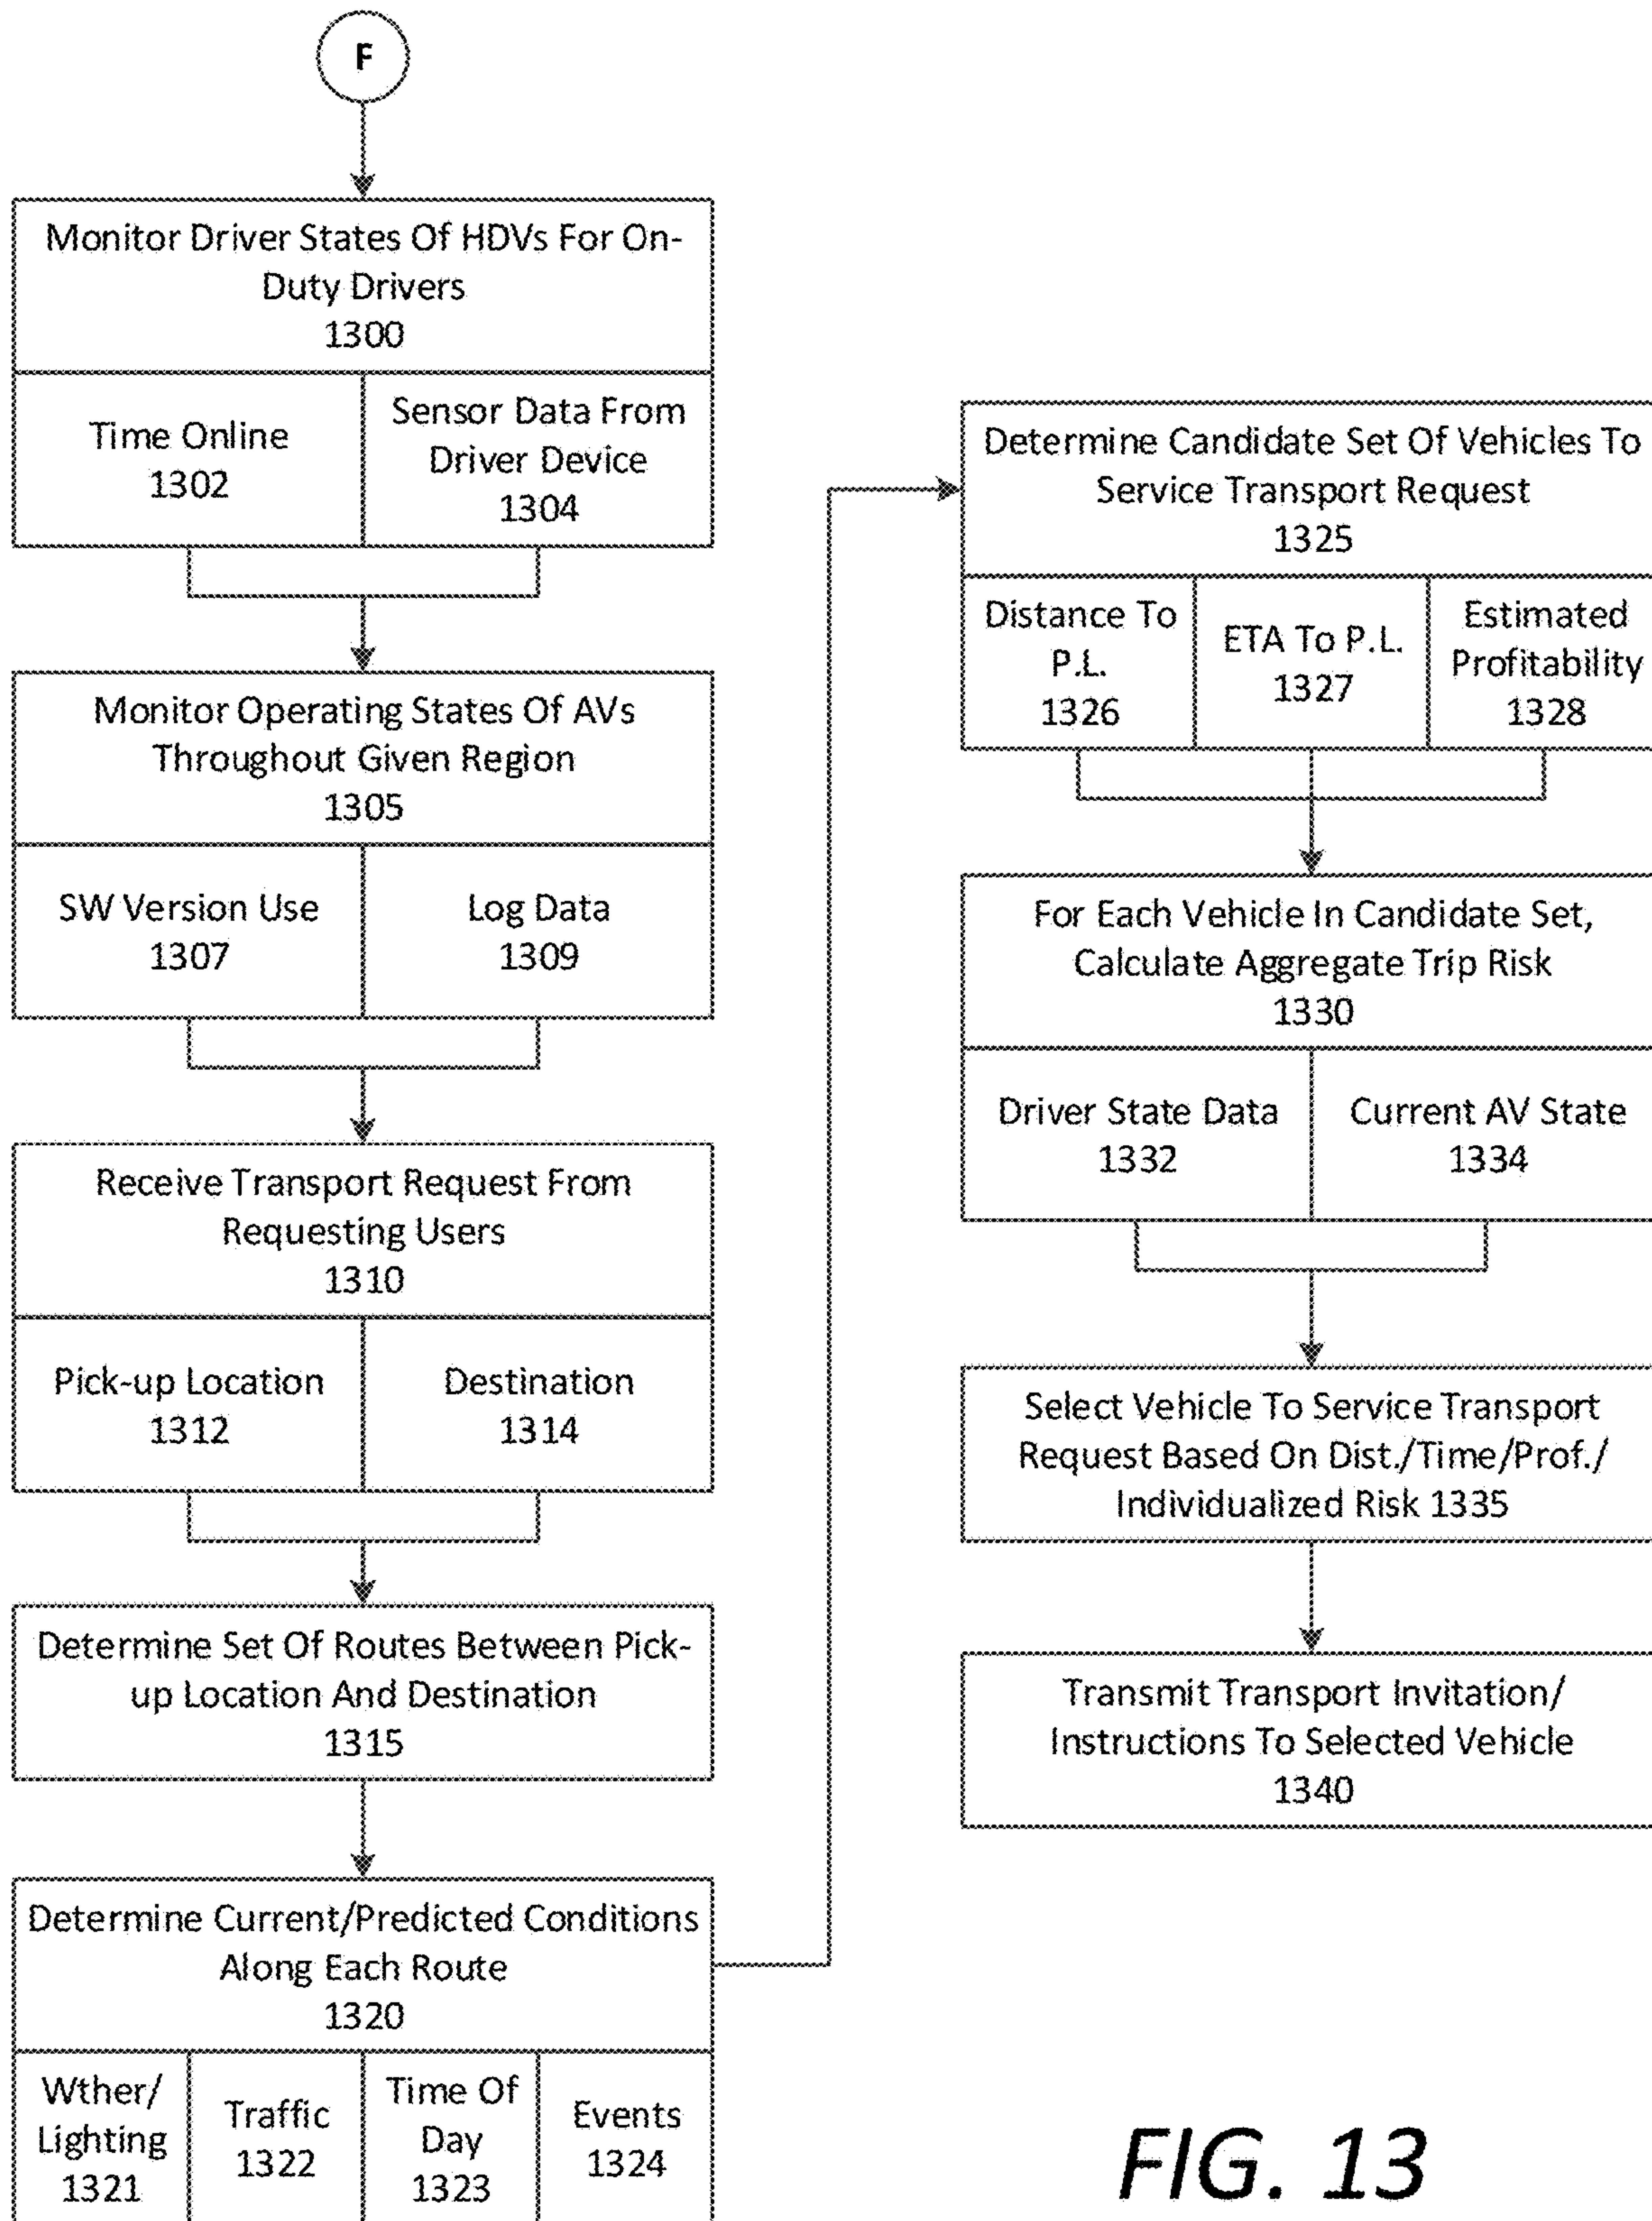 F
Monitor Driver States Of HDVs For On-
Duty Drivers
1300
Time Online
1302
Sensor Data From
Driver Device
1304
Monitor Operating States Of AVs
Throughout Given Region
1305
SW Version Use
1307
Log Data
1309
Receive Transport Request From
Requesting Users
1310
Pick-up Location
1312
Destination
1314
Determine Set Of Routes Between Pick-
up Location And Destination
1315
Determine Current/Predicted Conditions
Along Each Route
1320
Wther/
Lighting
1321
Traffic
1322
Time Of
Day
1323
Events
1324
Determine Candidate Set Of Vehicles To
Service Transport Request
1325
Distance To
P.L.
1326
ETA To P.L.
1327
Estimated
Profitability
1328
For Each Vehicle In Candidate Set,
Calculate Aggregate Trip Risk
1330
Driver State Data
1332
Current AV State
1334
Select Vehicle To Service Transport
Request Based On Dist./Time/Prof./
Individualized Risk 1335
Transmit Transport Invitation/
Instructions To Selected Vehicle
1340
FIG. 13